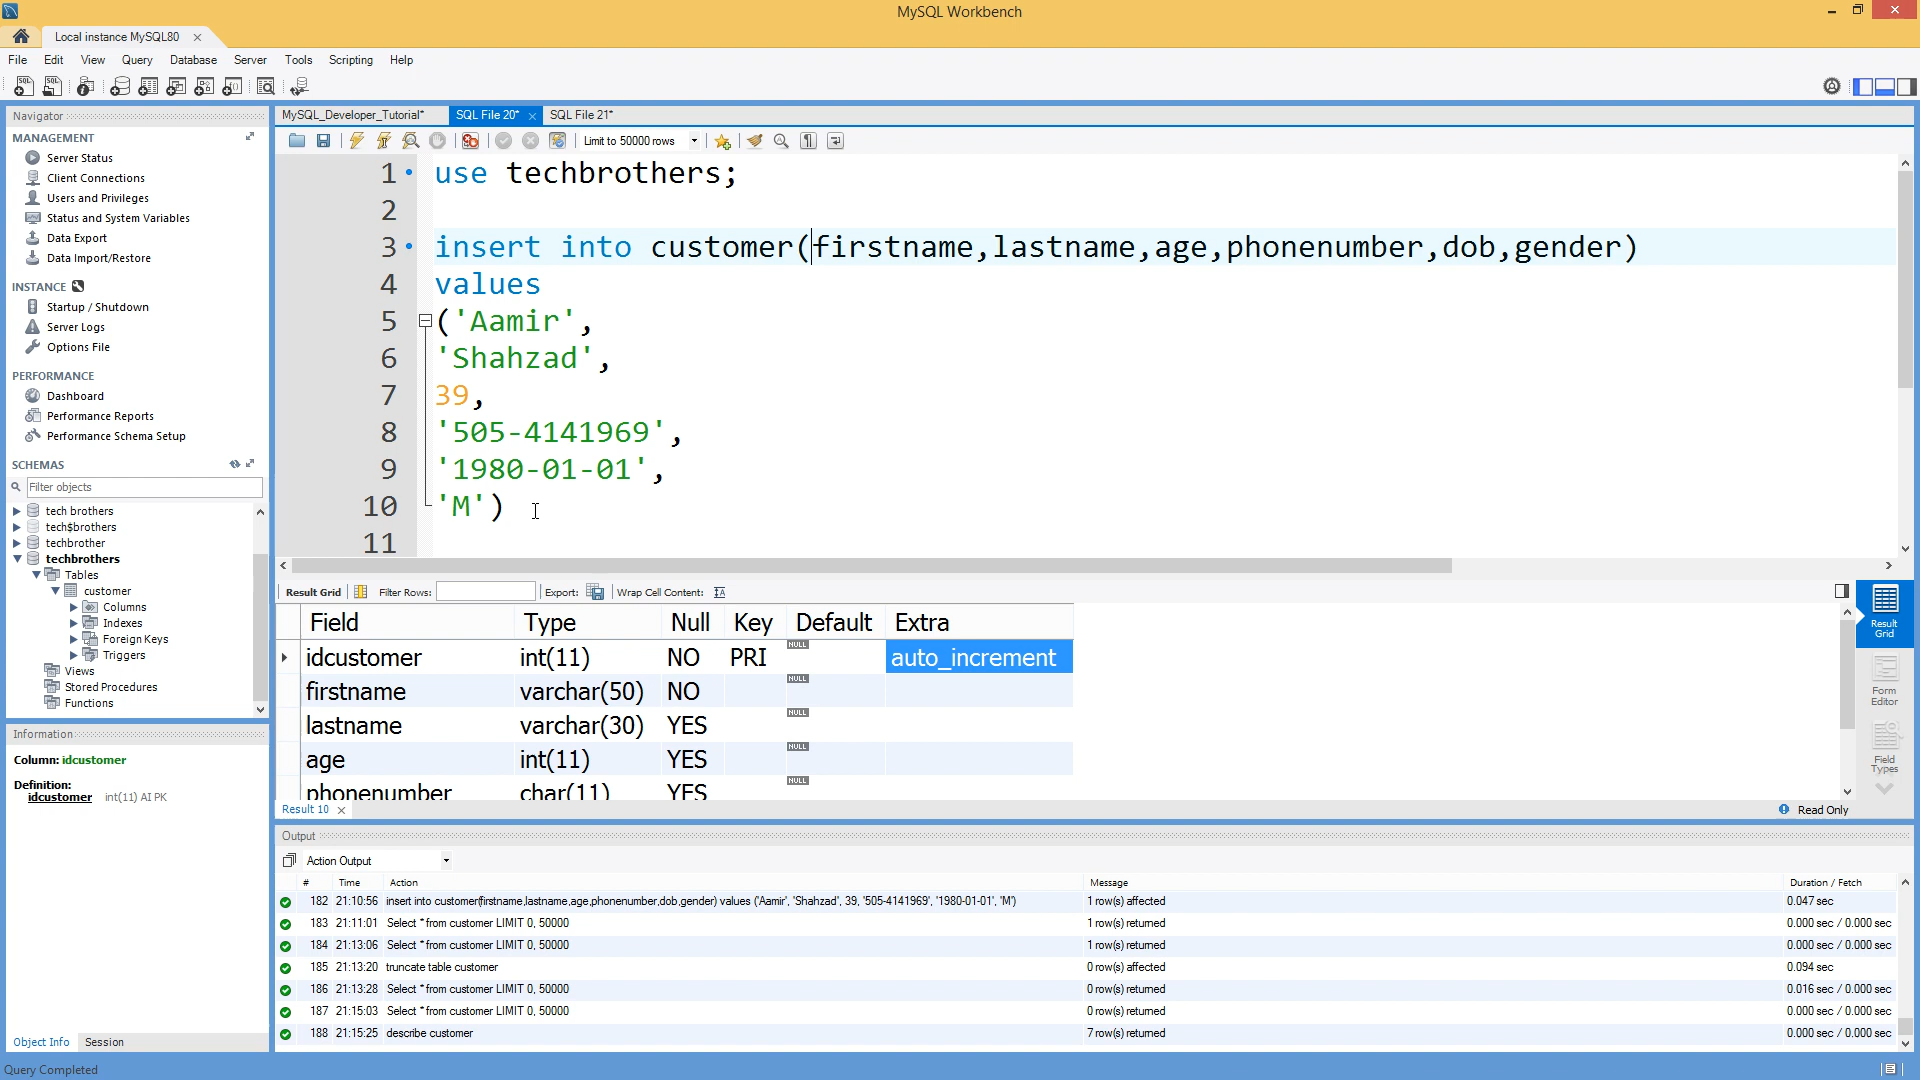 MySQL Workbench
Local instance MySQL80
File Edit View Query Database Server Tools Scripting Help
Navigator
MANAGEMENT
Server Status
Client Connections
Users and Privileges
Status and System Variables
Data Export
Data Import/Restore
INSTANCE
Startup / Shutdown
Server Logs
Options File
PERFORMANCE
Dashboard
Performance Reports
Performance Schema Setup
SCHEMAS
Filter objects
tech brothers
tech$brothers
techbrother
techbrothers
Tables
customer
Columns
Indexes
Foreign Keys
Triggers
Views
Stored Procedures
Functions
Information
Column: idcustomer
Definition:
idcustomer int(11) AI PK
Object Info Session
Query Completed
MySQL_Developer_Tutorial* SQL File 20* SQL File 21*
Limit to 50000 rows
1 use techbrothers;
2
3 insert into customer(firstname,lastname,age,phonenumber,dob,gender)
4 values
5 ('Aamir',
6 'Shahzad',
7 39,
8 '505-4141969',
9 '1980-01-01',
10 'M')
11
Result Grid Filter Rows: Export: Wrap Cell Content:
Field Type Null Key Default Extra
idcustomer int(11) NO PRI NULL auto_increment
firstname varchar(50) NO NULL
lastname varchar(30) YES NULL
age int(11) YES NULL
phonenumber char(11) YES NULL
Result Grid
Form Editor
Field Types
Result 10 Read Only
Output
Action Output
# Time Action Message Duration / Fetch
182 21:10:56 insert into customer(firstname,lastname,age,phonenumber,dob,gender) values ('Aamir', 'Shahzad', 39, '505-4141969', '1980-01-01', 'M') 1 row(s) affected 0.047 sec
183 21:11:01 Select * from customer LIMIT 0, 50000 1 row(s) returned 0.000 sec / 0.000 sec
184 21:13:06 Select * from customer LIMIT 0, 50000 1 row(s) returned 0.000 sec / 0.000 sec
185 21:13:20 truncate table customer 0 row(s) affected 0.094 sec
186 21:13:28 Select * from customer LIMIT 0, 50000 0 row(s) returned 0.016 sec / 0.000 sec
187 21:15:03 Select * from customer LIMIT 0, 50000 0 row(s) returned 0.000 sec / 0.000 sec
188 21:15:25 describe customer 7 row(s) returned 0.000 sec / 0.000 sec